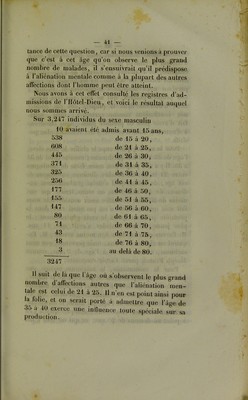 — 41 —
tance de cette question, car si nous venions à prouver
que c'est à cet âge qu'on observe le plus grand
nombre de malades, il s'ensuivrait qu'il prédispose
à l'aliénation mentale comme à la plupart des autres
affections dont l'homme peut être atteint.
Nous avons à cet effet consulté les registres d'ad-
missions de l'Hôtel-Dieu, et voici le résultat auquel
nous sommes arrivé.
Sur 3,247 individus du sexe masculin
10 avaient été admis avant 15 ans,
538 de 15 à 20,
608 de 21 à 25,
445 de 26 à 30,
371 de 31 à 35,
325 de 36 à 40,
256 de 41 à 45,
177 de 46 à 50,
155 de 51 à 55,
147 de 56 à 60,
80 de 61 à 65,
71 de 66 à 70,
43 de 71 à 75,
18 de 76 à 80,
3 au delà de 80.
3247
Il suit de là que l'âge où s'observent le plus grand
nombre d'affections autres que l'aliénation men-
tale est celui de 21 à 25. Il n'en est point ainsi pour
la folie, et on serait porté à admettre que l'âge de
35 à 40 exerce une influence toute spéciale sur sa
production.